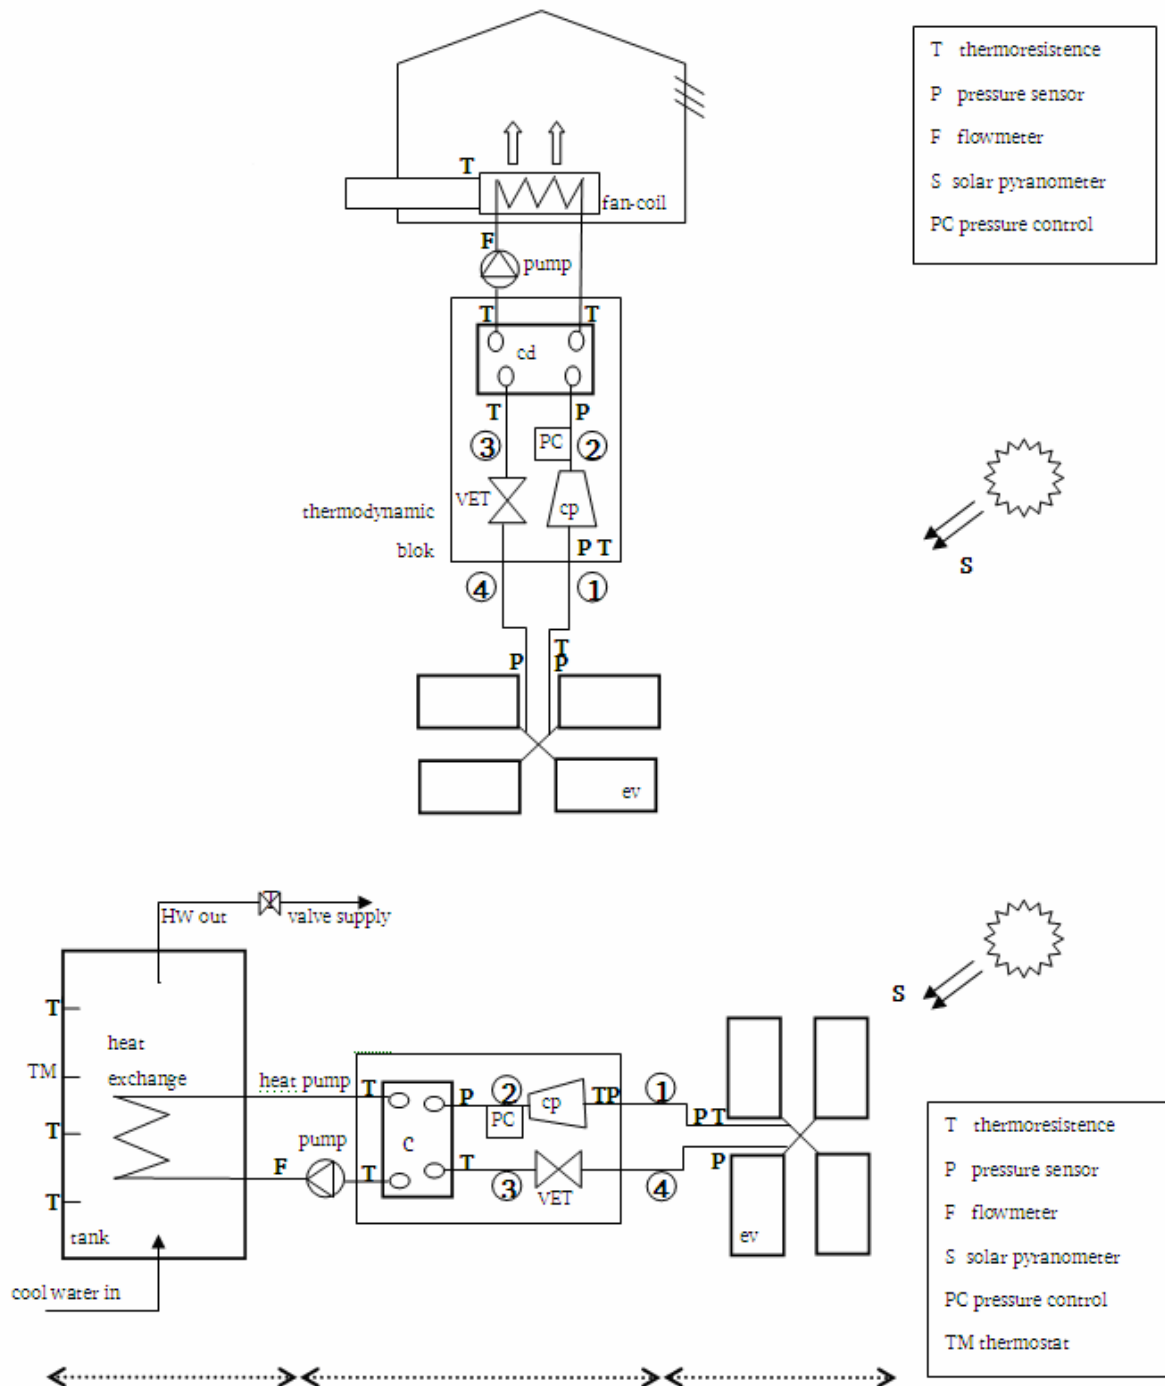 T thermoresistence
P pressure sensor
F flowmeter
S solar pyranometer
PC pressure control
T
fan-coil
F
pump
T T
cd
T P
3 PC 2
VET cp
thermodynamic
blok
P T
4 1
S
T
P P
ev
HW out
T
valve supply
S
T
heat
TM
exchange
heat pump
T P 2 cp TP 1
PC
P T
T
pump
C
F
T T
3 VET 4
P
T
tank
ev
cool water in
T thermoresistence
P pressure sensor
F flowmeter
S solar pyranometer
PC pressure control
TM thermostat